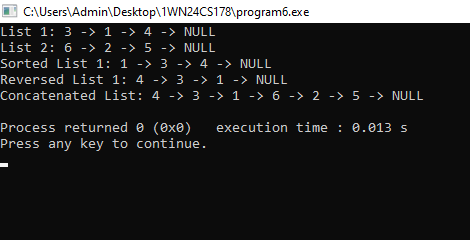 C:\Users\Admin\Desktop\1WN24CS178\program6.exe
List 1: 3 -> 1 -> 4 -> NULL
List 2: 6 -> 2 -> 5 -> NULL
Sorted List 1: 1 -> 3 -> 4 -> NULL
Reversed List 1: 4 -> 3 -> 1 -> NULL
Concatenated List: 4 -> 3 -> 1 -> 6 -> 2 -> 5 -> NULL
Process returned 0 (0x0)   execution time : 0.013 s
Press any key to continue.